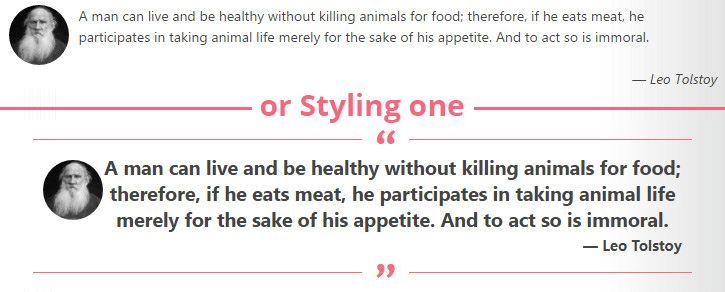 A man can live and be healthy without killing animals for food; therefore, if he eats meat, he
participates in taking animal life merely for the sake of his appetite. And to act so is immoral.
— Leo Tolstoy
or Styling one
“
A man can live and be healthy without killing animals for food;
therefore, if he eats meat, he participates in taking animal life
merely for the sake of his appetite. And to act so is immoral.
— Leo Tolstoy
”